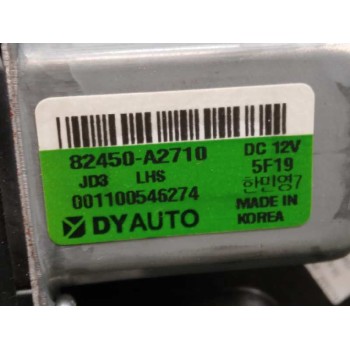 82450-A2710 DC 12V
JD3 LHS 5F19
001100546274 한민영7
DYAUTO MADE IN
KOREA